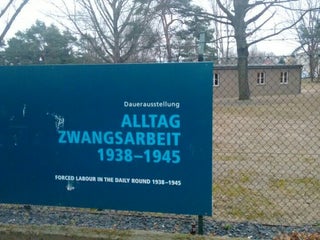 Dauerausstellung
ALLTAG
ZWANGSARBEIT
1938–1945
FORCED LABOUR IN THE DAILY ROUND 1938–1945